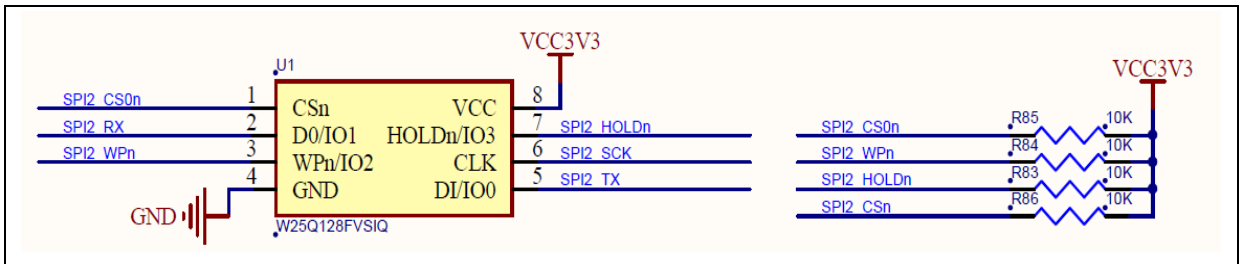 VCC3V3
U1
SPI2_CS0n 1 CSn VCC 8
SPI2_RX 2 D0/IO1 HOLDn/IO3 7 SPI2_HOLDn
SPI2_WPn 3 WPn/IO2 CLK 6 SPI2_SCK
4 GND DI/IO0 5 SPI2_TX
GND
W25Q128FVSIQ
VCC3V3
SPI2_CS0n R85 10K
SPI2_WPn R84 10K
SPI2_HOLDn R83 10K
SPI2_CSn R86 10K